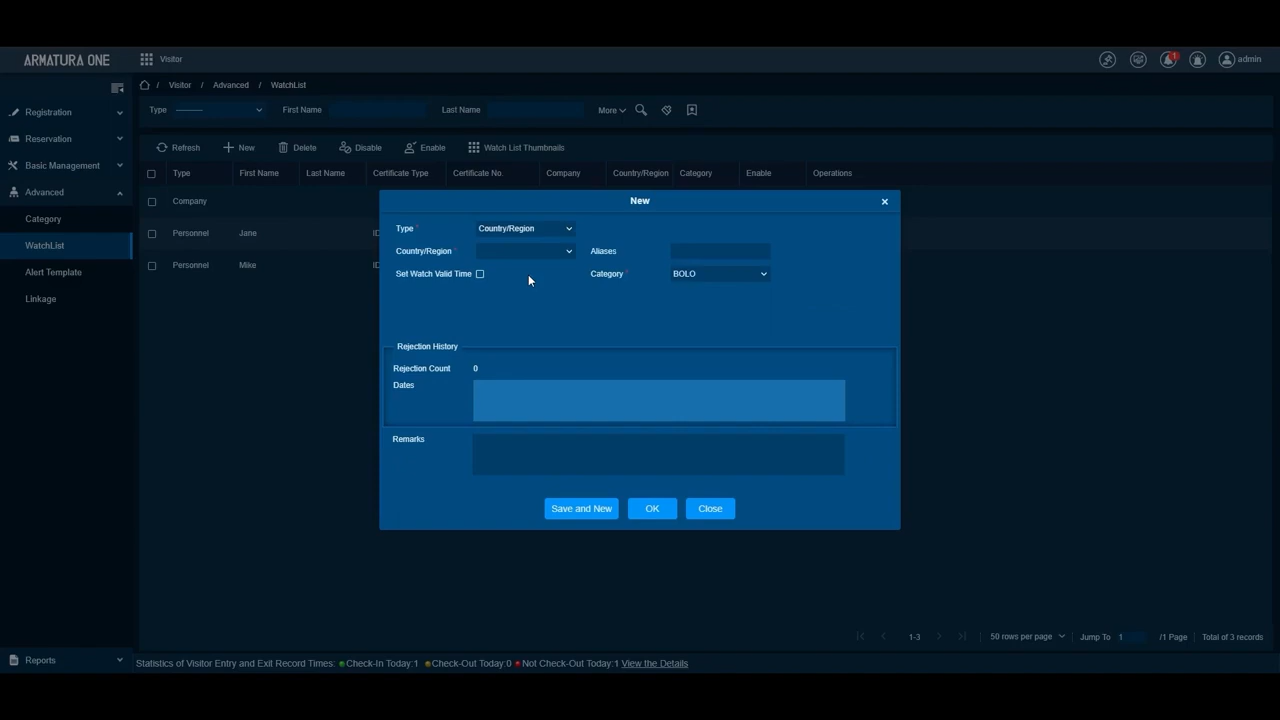 ARMATURA ONE
Visitor
1
admin
/ Visitor / Advanced / WatchList
Registration
Reservation
Basic Management
Advanced
Category
WatchList
Alert Template
Linkage
Reports
Type --------- First Name Last Name More
Refresh New Delete Disable Enable Watch List Thumbnails
Type First Name Last Name Certificate Type Certificate No. Company Country/Region Category Enable Operations
Company
Personnel Jane ID
Personnel Mike ID
New ×
Type * Country/Region
Country/Region * Aliases
Set Watch Valid Time Category * BOLO
Rejection History
Rejection Count 0
Dates
Remarks
Save and New OK Close
1-3 50 rows per page Jump To 1 /1 Page Total of 3 records
Statistics of Visitor Entry and Exit Record Times: Check-In Today:1 Check-Out Today:0 Not Check-Out Today:1 View the Details